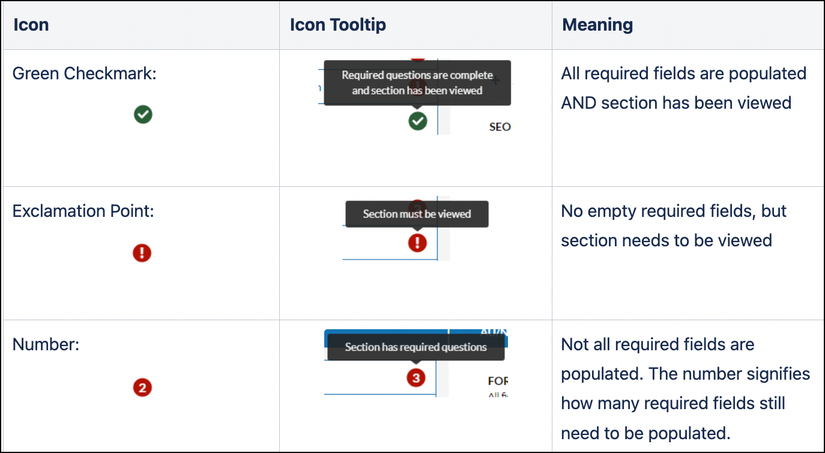 Icon
Icon Tooltip
Meaning
Green Checkmark:
Required questions are complete
and section has been viewed
SEO
All required fields are populated
AND section has been viewed
Exclamation Point:
Section must be viewed
No empty required fields, but
section needs to be viewed
Number:
2
Section has required questions
3
FOR
All
Not all required fields are
populated. The number signifies
how many required fields still
need to be populated.